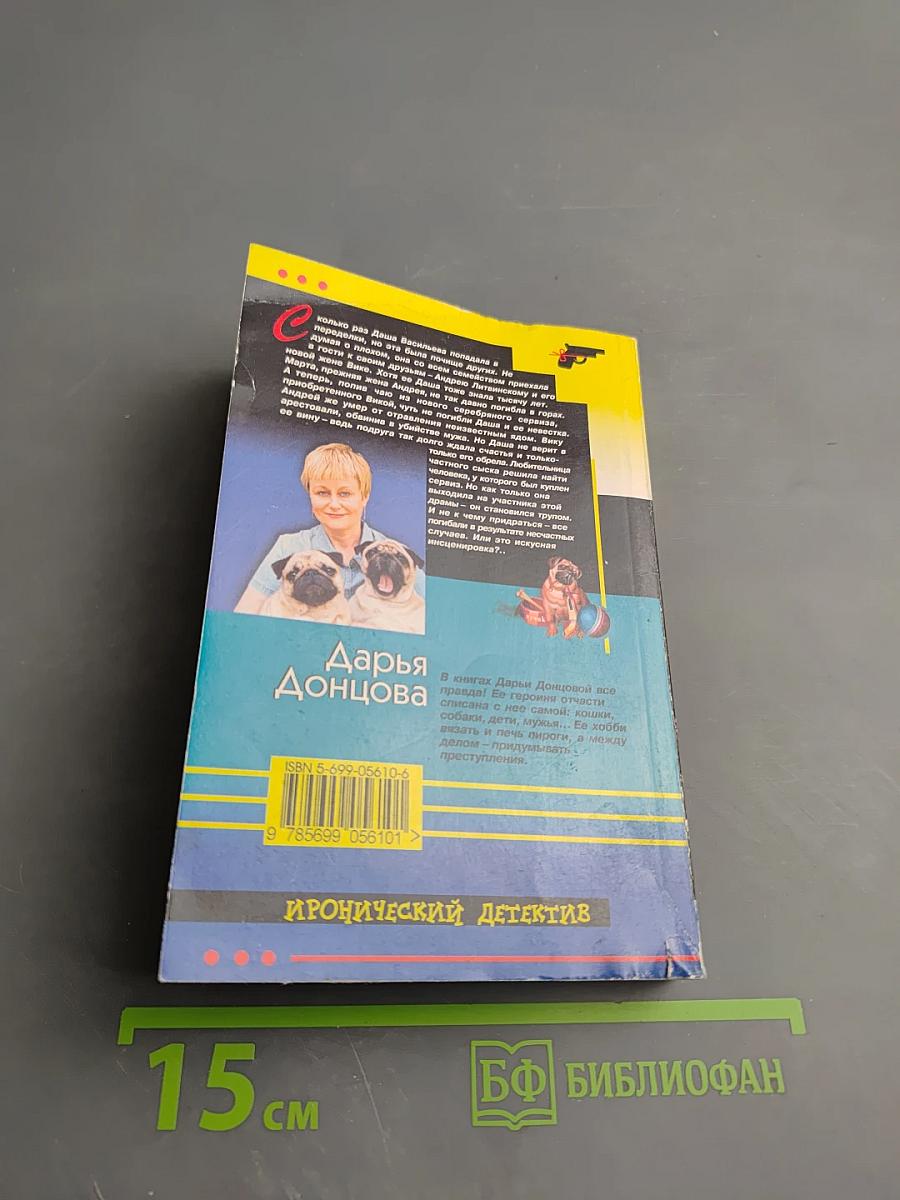 Сколько раз Даша Васильева попадала в
переделки, но эта была почище других. Не
думая о плохом, она со всем семейством приехала
в гости к своим друзьям – Андрею Литвинскому и его
новой жене Вике. Хотя ее Даша тоже знала тысячу лет.
Марта, прежняя жена Андрея, не так давно погибла в горах.
А теперь, попив чаю из нового серебряного сервиза,
приобретенного Викой, чуть не погибли Даша и ее невестка.
Андрей же умер от отравления неизвестным ядом. Вику
арестовали, обвинив в убийстве мужа. Но Даша не верит в
ее вину – ведь подруга так долго ждала счастья и только-
только его обрела. Любительница
частного сыска решила найти
человека, у которого был куплен
сервиз. Но как только она
выходила на участника этой
драмы – он становился трупом.
И не к чему придраться – все
погибали в результате несчастных
случаев. Или это искусная
инсценировка?..
Дарья
Донцова
В книгах Дарьи Донцовой все
правда! Ее героиня отчасти
списана с нее самой: кошки,
собаки, дети, мужья... Ее хобби
вязать и печь пироги, а между
делом – придумывать
преступления.
ISBN 5-699-05610-6
9 785699 056101 >
ИРОНИЧЕСКИЙ ДЕТЕКТИВ
15 см
БФ БИБЛИОФАН